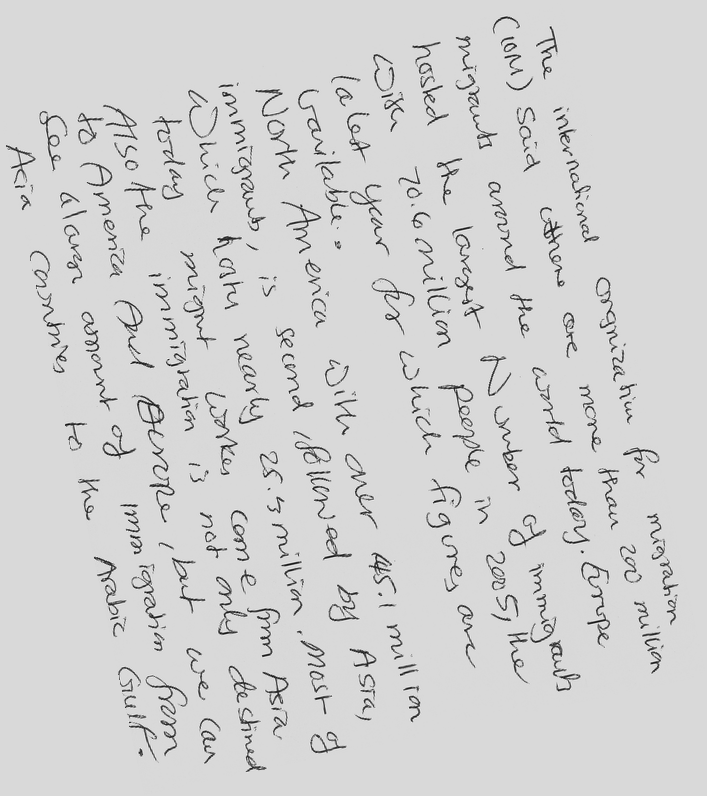 The international orgnization for migration
(IOM) said there are more than 200 million
migrants around the world today. Europe
hosted the largest Number of immigrants
with 70.6 million people in 2005, the
latest year for which figures are
available.
North America with over 45.1 million
immigrants, is second, followed by Asia,
Which hosts nearly 25.3 million. Most of
today migrant workes come from Asia
Also the immigration is not only destined
to America And Europe, but we can
see alarge amount of immigration from
Asia countries to the Arabic Gulf.